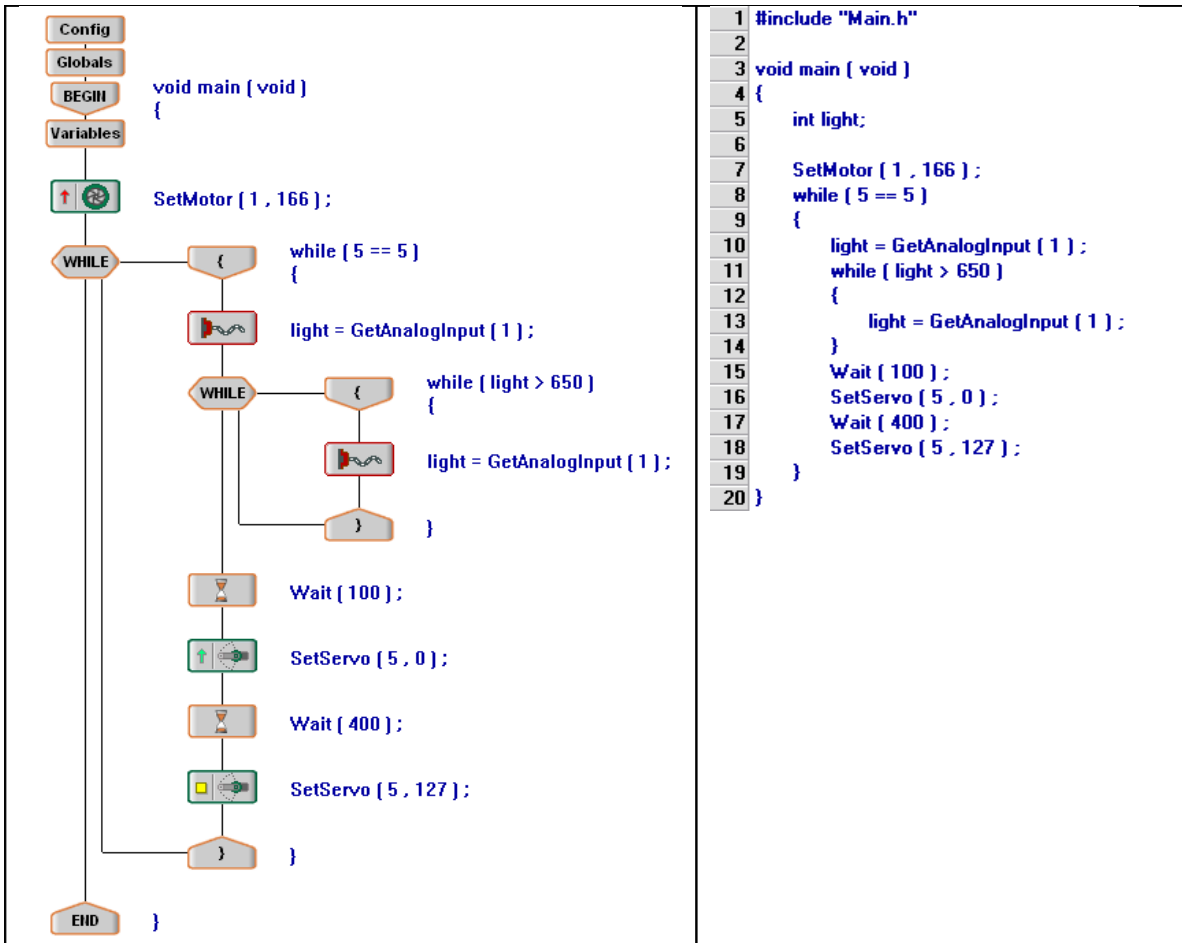 Config
Globals
BEGIN
void main ( void )
{
Variables
SetMotor ( 1 , 166 ) ;
WHILE
{
while ( 5 == 5 )
{
light = GetAnalogInput ( 1 ) ;
WHILE
{
while ( light > 650 )
{
light = GetAnalogInput ( 1 ) ;
}
}
Wait ( 100 ) ;
SetServo ( 5 , 0 ) ;
Wait ( 400 ) ;
SetServo ( 5 , 127 ) ;
}
}
END
}
1 #include "Main.h"
2
3 void main ( void )
4 {
5 int light;
6
7 SetMotor ( 1 , 166 ) ;
8 while ( 5 == 5 )
9 {
10 light = GetAnalogInput ( 1 ) ;
11 while ( light > 650 )
12 {
13 light = GetAnalogInput ( 1 ) ;
14 }
15 Wait ( 100 ) ;
16 SetServo ( 5 , 0 ) ;
17 Wait ( 400 ) ;
18 SetServo ( 5 , 127 ) ;
19 }
20 }